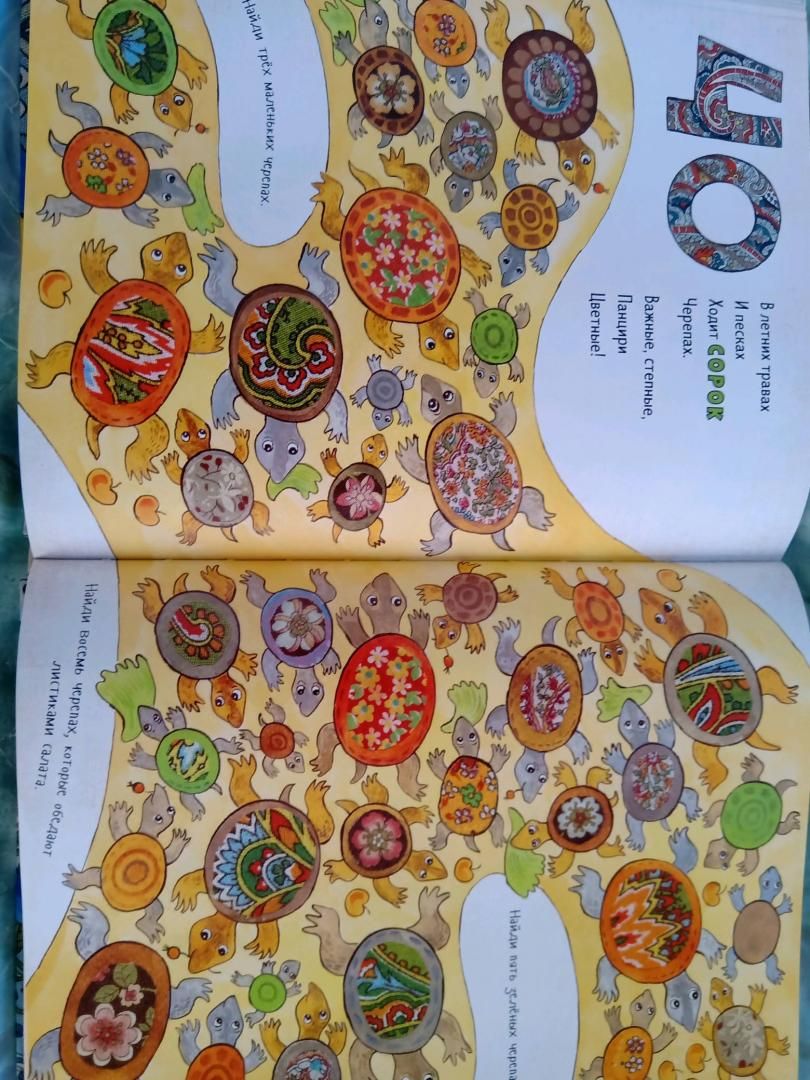 40
В летних травах
И песках
Ходит СОРОК
Черепах.
Важные, степные,
Панцири
Цветные!
Найди трёх маленьких черепах.
Найди пять зелёных черепа
Найди восемь черепах, которые обедают
листиками салата.